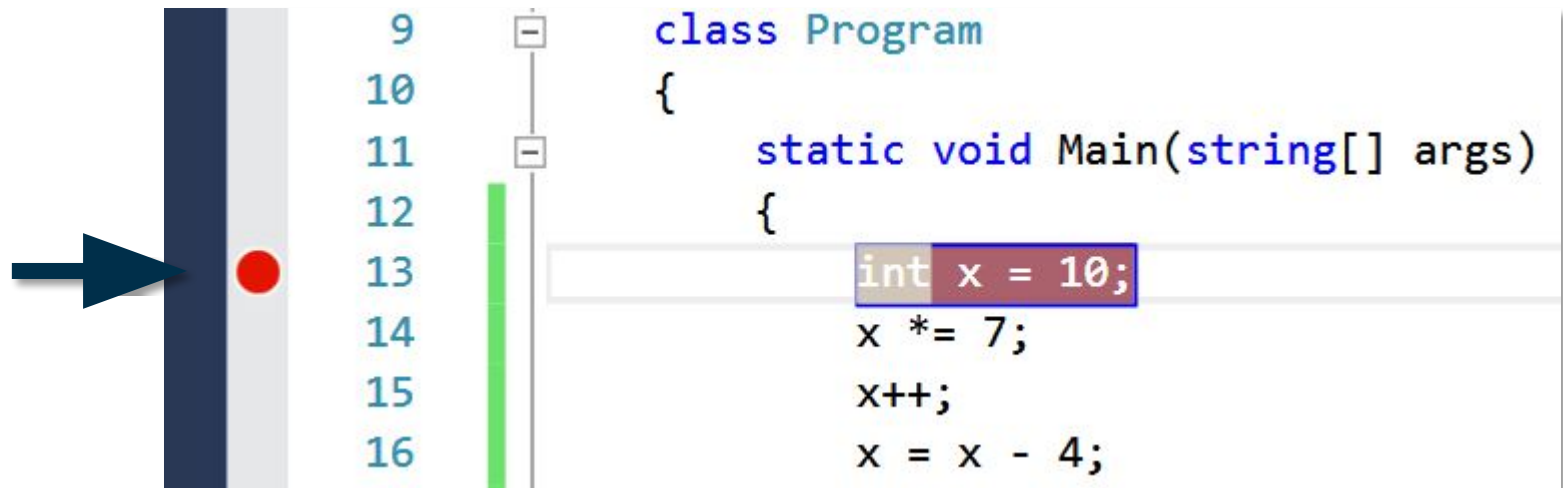 9 class Program
10 {
11 static void Main(string[] args)
12 {
13 int x = 10;
14 x *= 7;
15 x++;
16 x = x - 4;